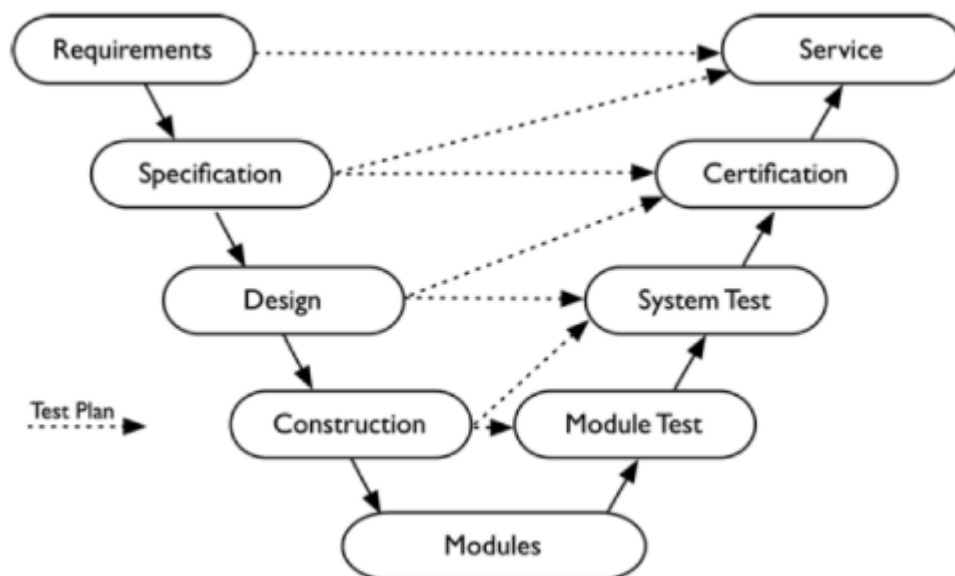 Requirements
Service
Specification
Certification
Design
System Test
Test Plan
Construction
Module Test
Modules